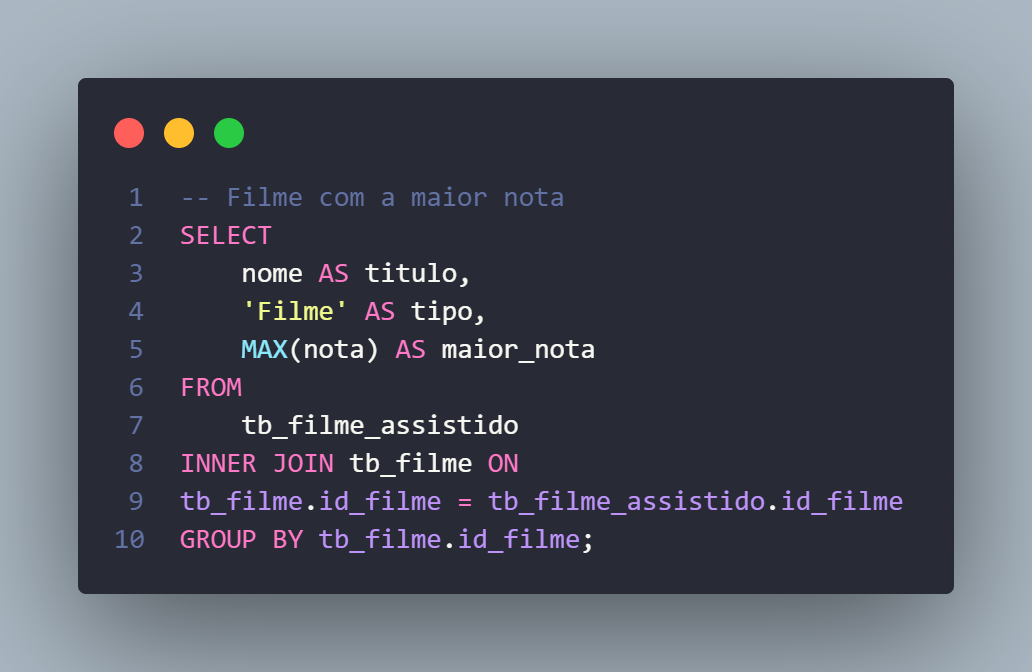 1 -- Filme com a maior nota
2 SELECT
3 nome AS titulo,
4 'Filme' AS tipo,
5 MAX(nota) AS maior_nota
6 FROM
7 tb_filme_assistido
8 INNER JOIN tb_filme ON
9 tb_filme.id_filme = tb_filme_assistido.id_filme
10 GROUP BY tb_filme.id_filme;